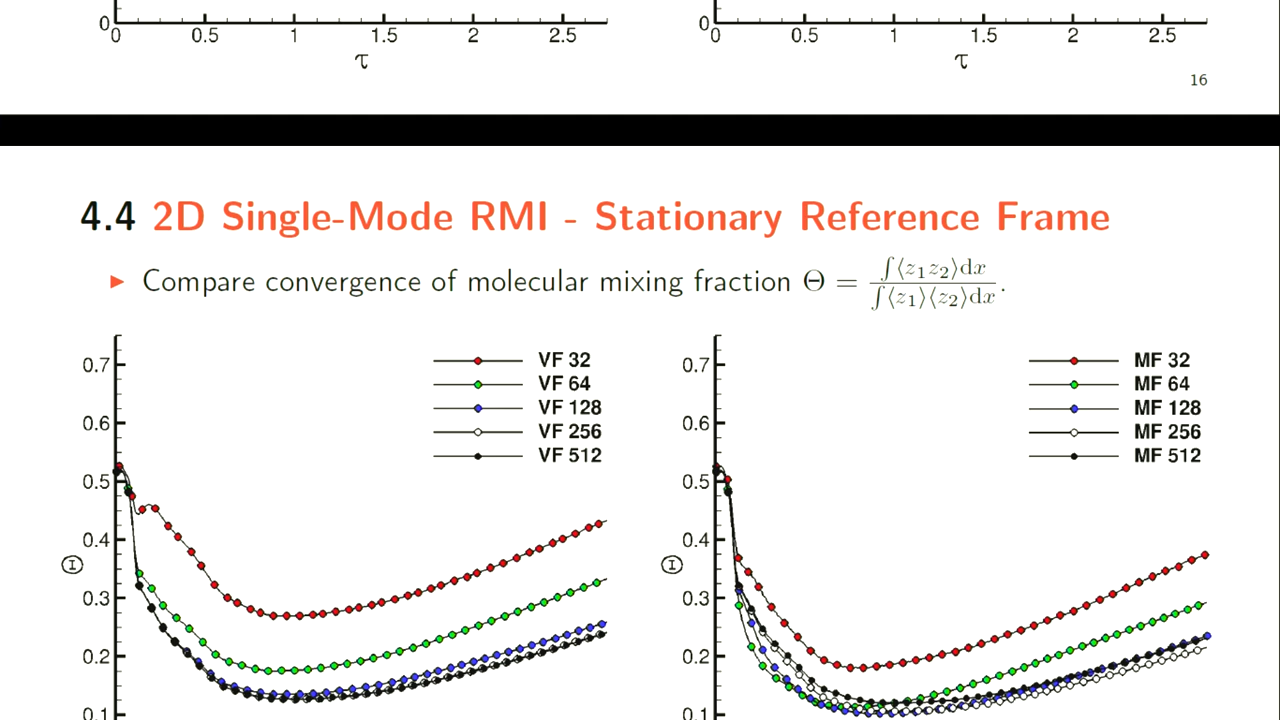 0 0
0 0.5 1 1.5 2 2.5 0 0.5 1 1.5 2 2.5
τ τ
16
4.4 2D Single-Mode RMI - Stationary Reference Frame
► Compare convergence of molecular mixing fraction Θ = ∫⟨z₁z₂⟩dx / ∫⟨z₁⟩⟨z₂⟩dx.
0.7 VF 32 0.7 MF 32
VF 64 MF 64
0.6 VF 128 0.6 MF 128
VF 256 MF 256
VF 512 MF 512
0.5 0.5
0.4 0.4
Θ Θ
0.3 0.3
0.2 0.2
0.1 0.1